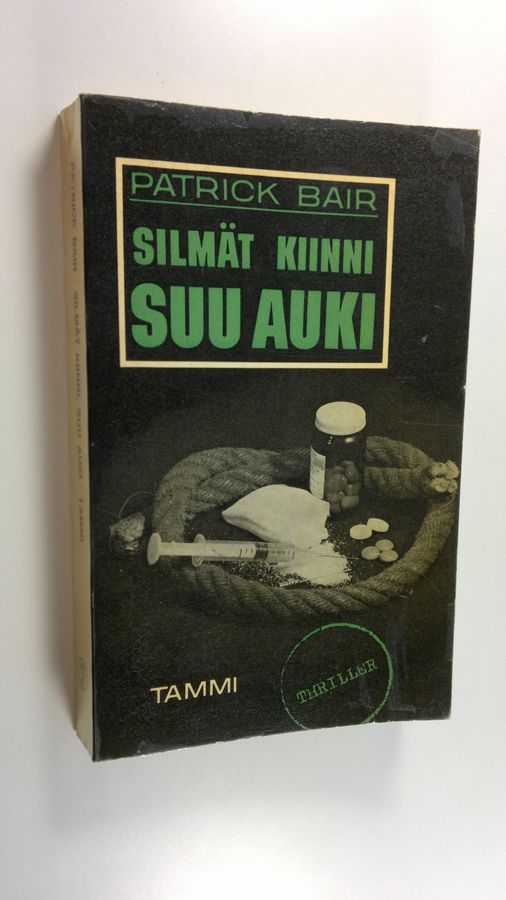 PATRICK BAIR
SILMÄT KIINNI
SUU AUKI
TAMMI
THRILLER
PATRICK BAIR · SILMÄT KIINNI, SUU AUKI · TAMMI